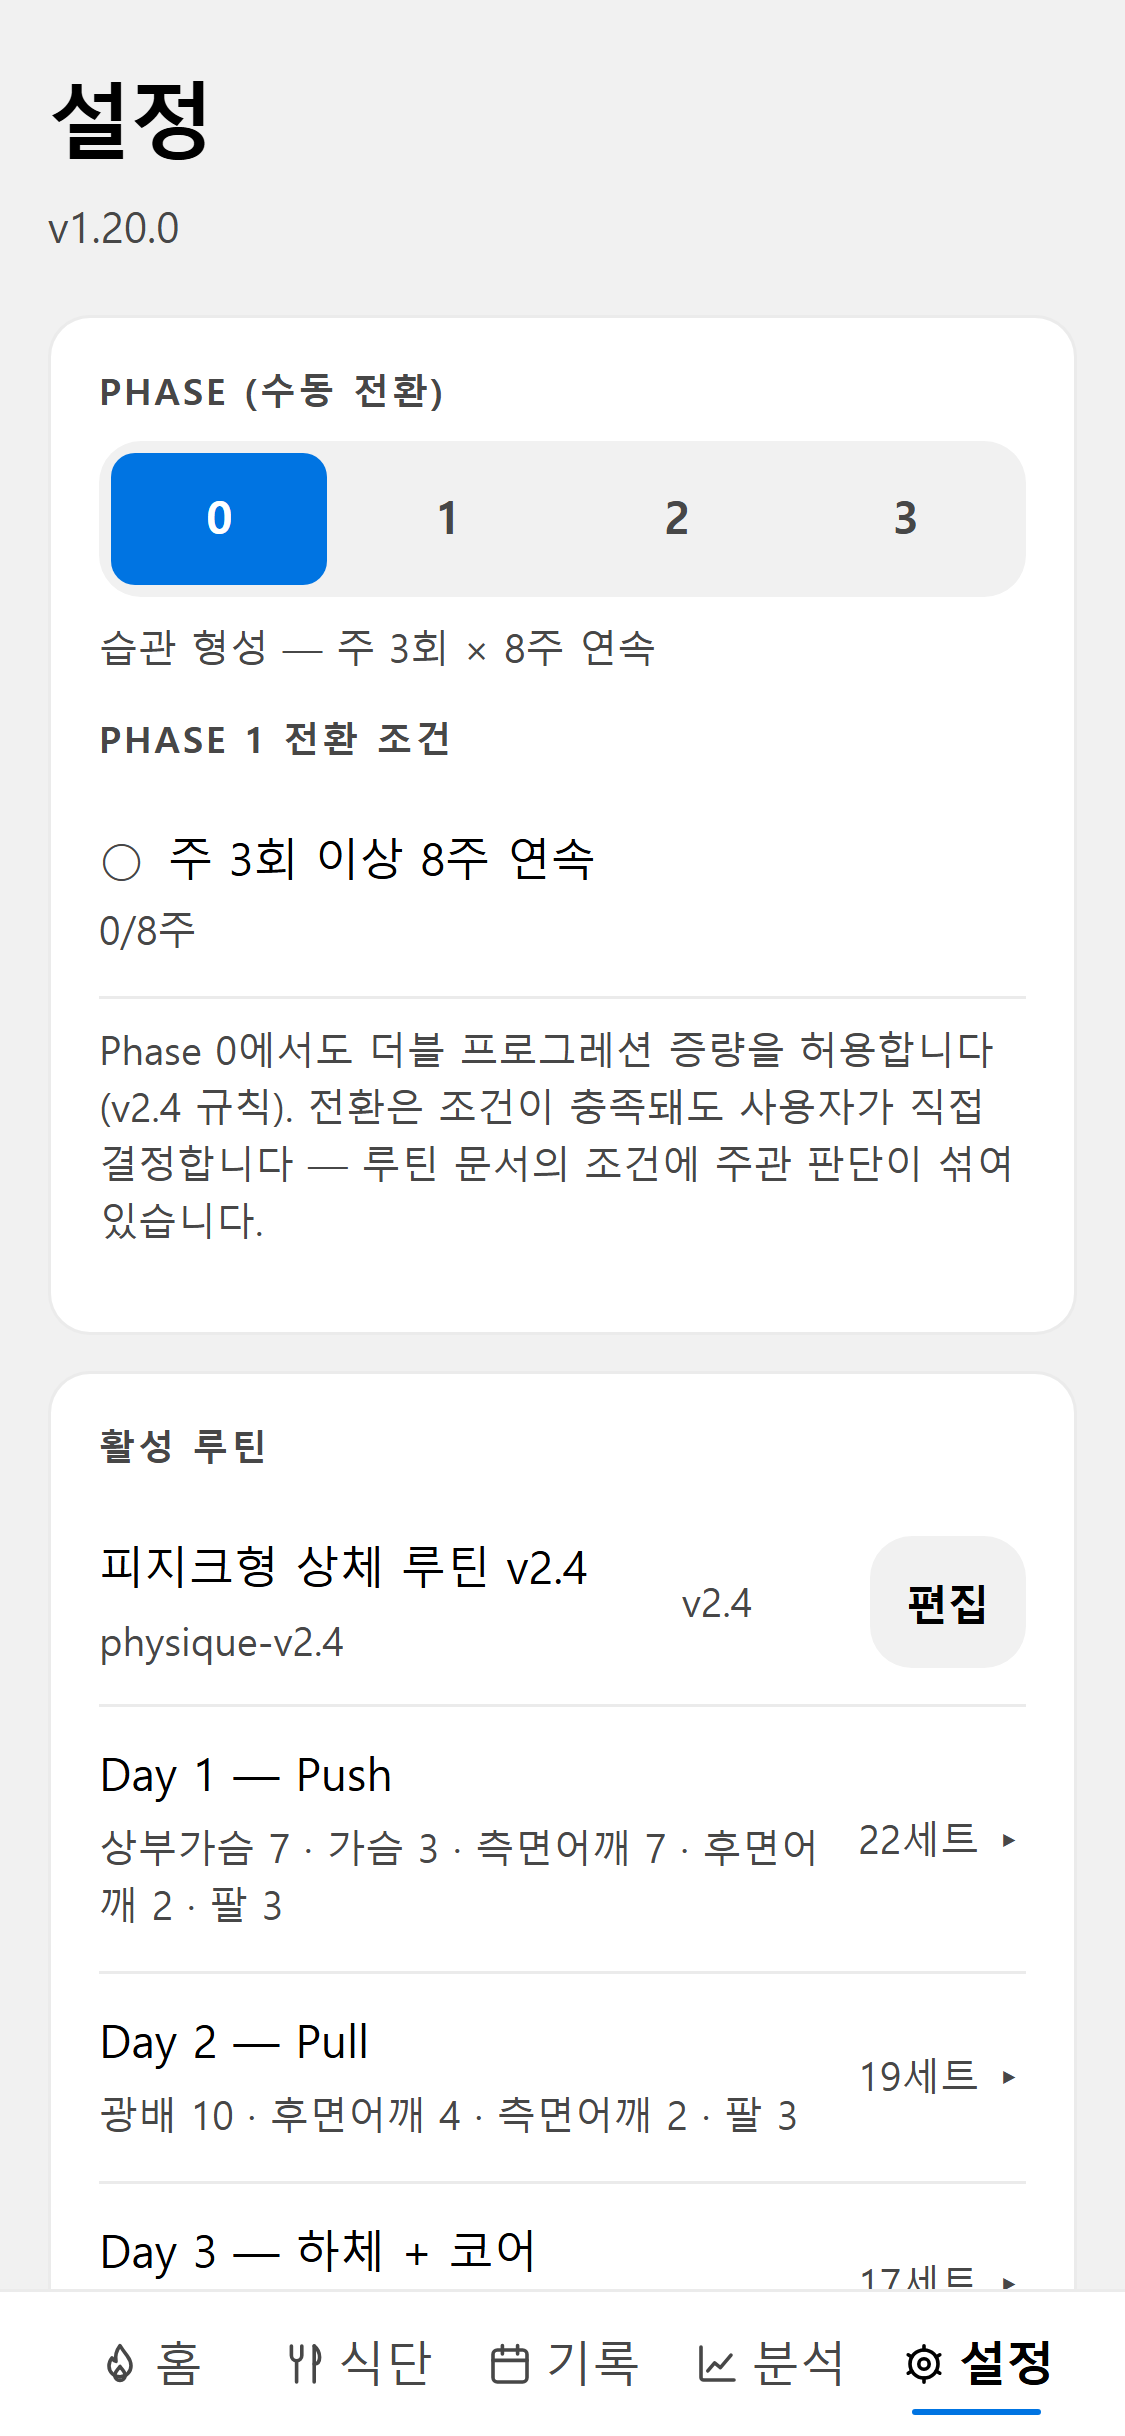 설정
v1.20.0
PHASE (수동 전환)
0 1 2 3
습관 형성 — 주 3회 × 8주 연속
PHASE 1 전환 조건
○ 주 3회 이상 8주 연속
0/8주
Phase 0에서도 더블 프로그레션 증량을 허용합니다
(v2.4 규칙). 전환은 조건이 충족돼도 사용자가 직접
결정합니다 — 루틴 문서의 조건에 주관 판단이 섞여
있습니다.
활성 루틴
피지크형 상체 루틴 v2.4
physique-v2.4
v2.4
편집
Day 1 — Push
상부가슴 7 · 가슴 3 · 측면어깨 7 · 후면어
깨 2 · 팔 3
22세트 ▸
Day 2 — Pull
광배 10 · 후면어깨 4 · 측면어깨 2 · 팔 3
19세트 ▸
Day 3 — 하체 + 코어
17세트 ▸
홈 식단 기록 분석 설정